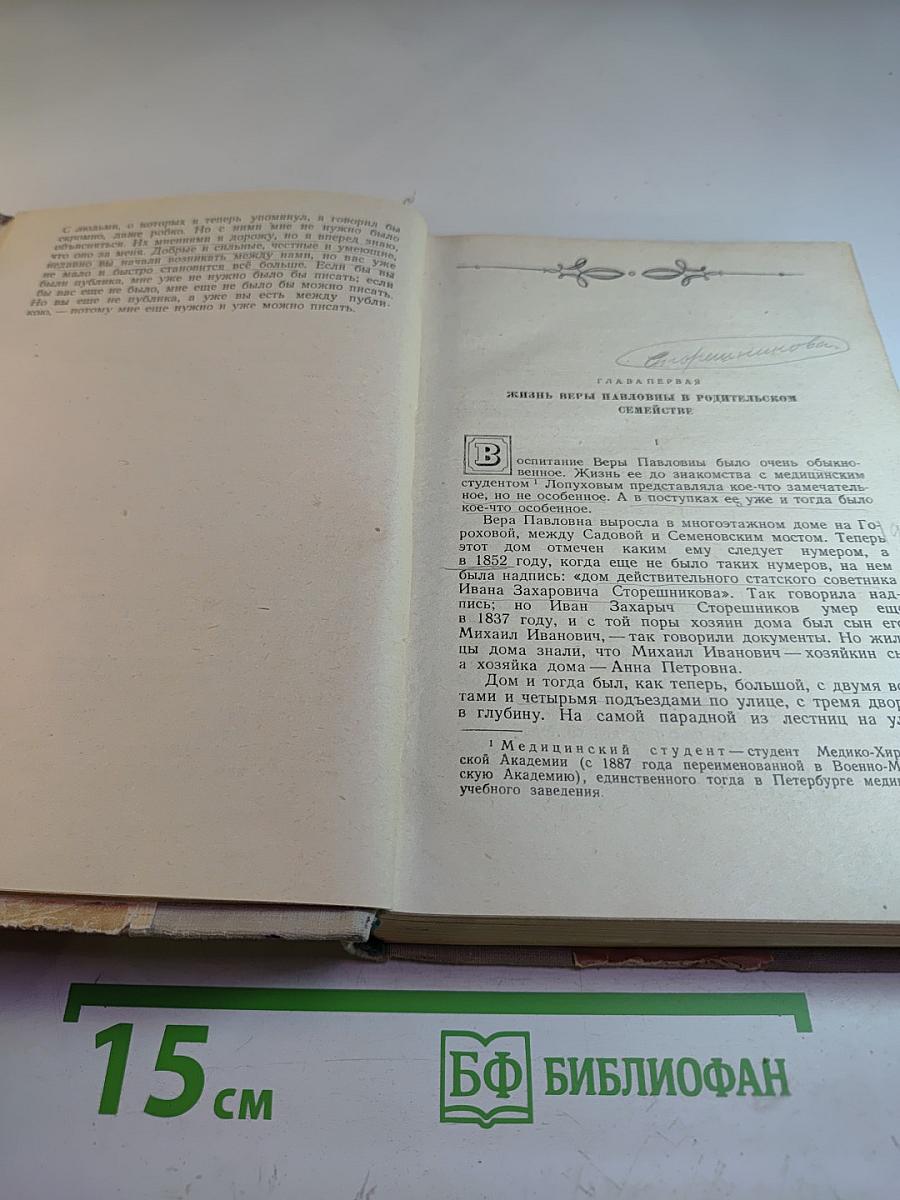 С людьми, о которых я теперь упомянул, я говорил бы
скромно, даже робко. Но с ними мне не нужно было
объясняться. Их мнениями я дорожу, но я вперед знаю,
что оно за меня. Добрые и сильные, честные и умеющие,
недавно вы начали возникать между нами, но вас уже
не мало и быстро становится всё больше. Если бы вы
были публика, мне уже не нужно было бы писать; если
бы вас еще не было, мне еще не было бы можно писать.
Но вы еще не публика, а уже вы есть между публи-
кою, — потому мне еще нужно и уже можно писать.
Сторешникова
ГЛАВА ПЕРВАЯ
ЖИЗНЬ ВЕРЫ ПАВЛОВНЫ В РОДИТЕЛЬСКОМ
СЕМЕЙСТВЕ
I
Воспитание Веры Павловны было очень обыкно-
венное. Жизнь ее до знакомства с медицинским
студентом ¹ Лопуховым представляла кое-что замечатель-
ное, но не особенное. А в поступках ее уже и тогда было
кое-что особенное.
Вера Павловна выросла в многоэтажном доме на Го-
роховой, между Садовой и Семеновским мостом. Теперь
этот дом отмечен каким ему следует нумером, а
в 1852 году, когда еще не было таких нумеров, на нем
была надпись: «дом действительного статского советника
Ивана Захаровича Сторешникова». Так говорила над-
пись; но Иван Захарыч Сторешников умер ещ
в 1837 году, и с той поры хозяин дома был сын ег
Михаил Иванович, — так говорили документы. Но жил
цы дома знали, что Михаил Иванович — хозяйкин с
а хозяйка дома — Анна Петровна.
Дом и тогда был, как теперь, большой, с двумя во
тами и четырьмя подъездами по улице, с тремя двор
в глубину. На самой парадной из лестниц на ул
¹ Медицинский студент — студент Медико-Хир
ской Академии (с 1887 года переименованной в Военно-М
скую Академию), единственного тогда в Петербурге медиц
учебного заведения.
15 см
БФ БИБЛИОФАН